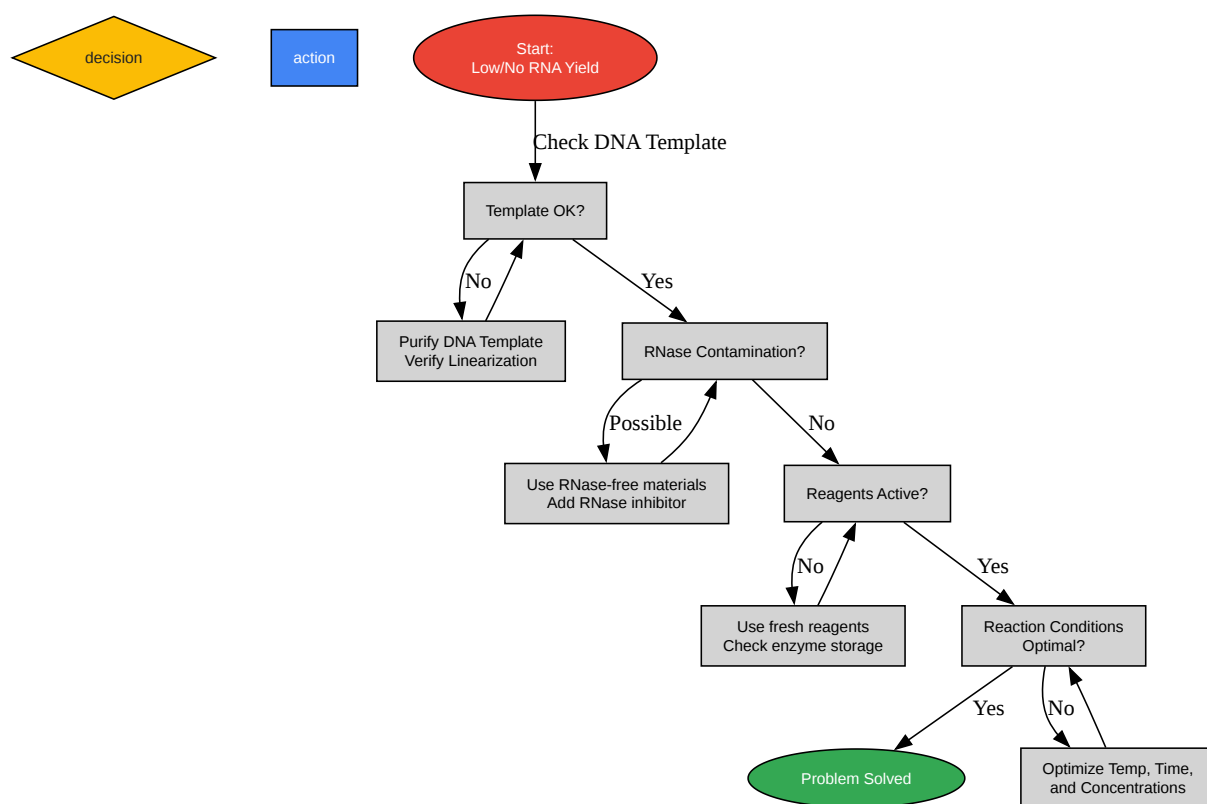 decision
action
Start:
Low/No RNA Yield
Check DNA Template
Template OK?
No
Yes
Purify DNA Template
Verify Linearization
RNase Contamination?
Possible
No
Use RNase-free materials
Add RNase inhibitor
Reagents Active?
No
Yes
Use fresh reagents
Check enzyme storage
Reaction Conditions
Optimal?
Yes
No
Problem Solved
Optimize Temp, Time,
and Concentrations